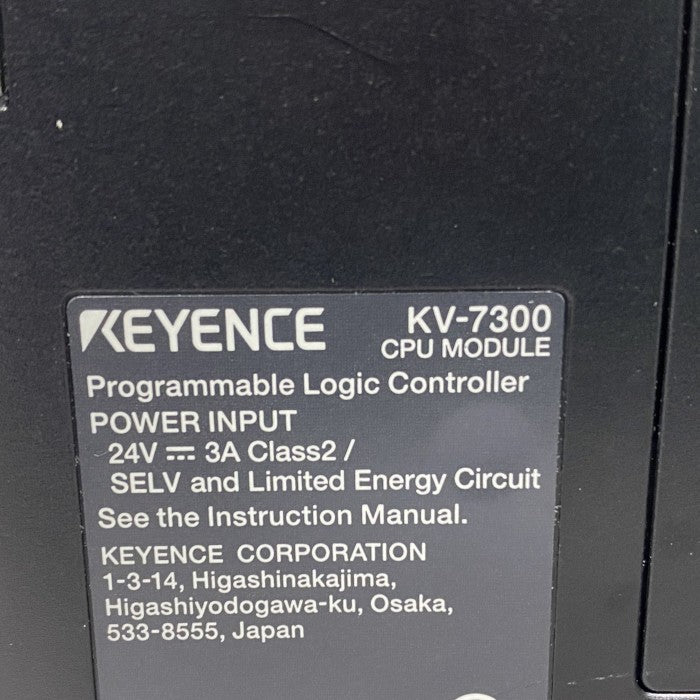 KEYENCE KV-7300
CPU MODULE
Programmable Logic Controller
POWER INPUT
24V ⎓ 3A Class2 /
SELV and Limited Energy Circuit
See the Instruction Manual.
KEYENCE CORPORATION
1-3-14, Higashinakajima,
Higashiyodogawa-ku, Osaka,
533-8555, Japan